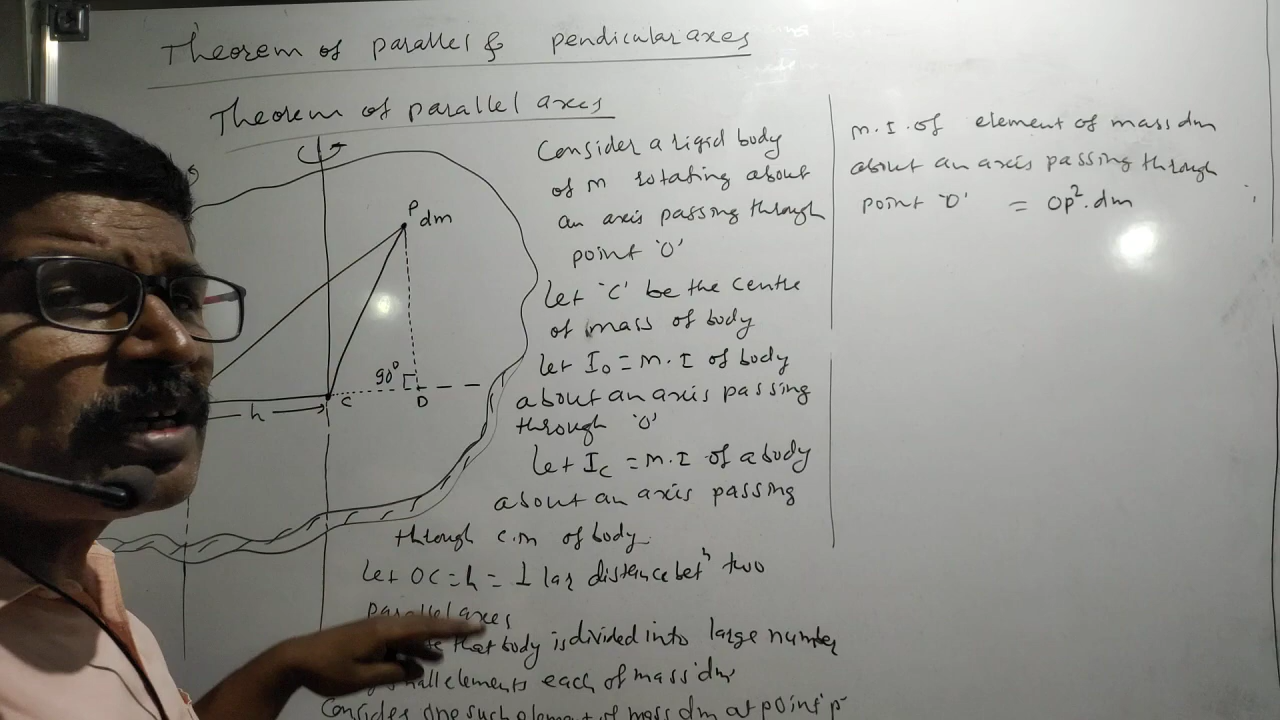 Theorem of parallel & pendicular axes
Theorem of parallel axes
P dm
90°
C
D
h
Consider a rigid body
of m rotating about
an axis passing through
point 'O'
let 'C' be the centre
of mass of body
let Io = M.I of body
about an axis passing
through 'O'
let Ic = M.I of a body
about an axis passing
through c.m of body
Let OC = h = ⊥ lar distance betn two
parallel axes
that body is divided into large number
small elements each of mass 'dm'
Consider one such element of mass dm at point 'p'
M.I. of element of mass dm
about an axis passing through
point 'O' = OP².dm